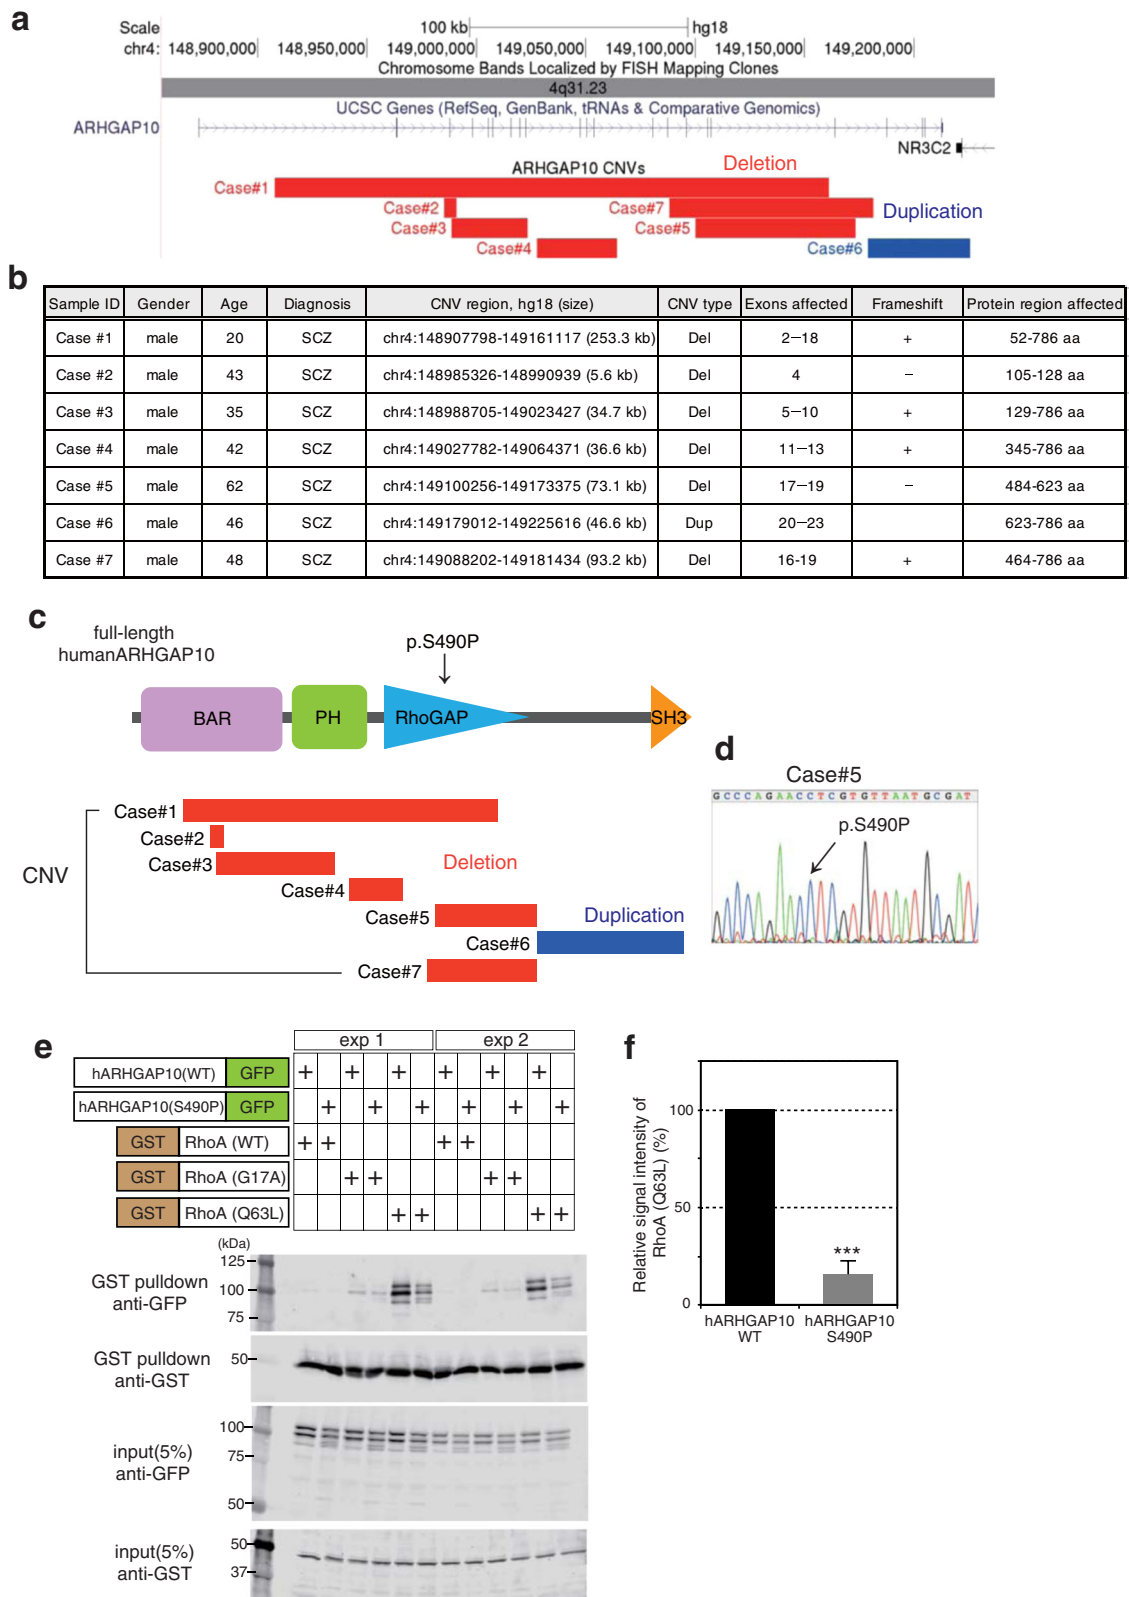 a
Scale 100 kb hg18
chr4: 148,900,000 148,950,000 149,000,000 149,050,000 149,100,000 149,150,000 149,200,000
Chromosome Bands Localized by FISH Mapping Clones
4q31.23
UCSC Genes (RefSeq, GenBank, tRNAs & Comparative Genomics)
ARHGAP10
NR3C2
ARHGAP10 CNVs Deletion
Case#1
Case#2 Case#7 Duplication
Case#3 Case#5
Case#4 Case#6
b
Sample ID Gender Age Diagnosis CNV region, hg18 (size) CNV type Exons affected Frameshift Protein region affected
Case #1 male 20 SCZ chr4:148907798-149161117 (253.3 kb) Del 2−18 + 52-786 aa
Case #2 male 43 SCZ chr4:148985326-148990939 (5.6 kb) Del 4 − 105-128 aa
Case #3 male 35 SCZ chr4:148988705-149023427 (34.7 kb) Del 5−10 + 129-786 aa
Case #4 male 42 SCZ chr4:149027782-149064371 (36.6 kb) Del 11−13 + 345-786 aa
Case #5 male 62 SCZ chr4:149100256-149173375 (73.1 kb) Del 17−19 − 484-623 aa
Case #6 male 46 SCZ chr4:149179012-149225616 (46.6 kb) Dup 20−23 623-786 aa
Case #7 male 48 SCZ chr4:149088202-149181434 (93.2 kb) Del 16-19 + 464-786 aa
c
full-length
humanARHGAP10
p.S490P
BAR PH RhoGAP SH3
CNV
Case#1
Case#2
Case#3 Deletion
Case#4
Case#5 Duplication
Case#6
Case#7
d
Case#5
GCCCAGAACCTCGTGTTAATGCGAT
p.S490P
e
exp 1 exp 2
hARHGAP10(WT) GFP + + + + + +
hARHGAP10(S490P) GFP + + + + + +
GST RhoA (WT) + + + +
GST RhoA (G17A) + + + +
GST RhoA (Q63L) + + + +
(kDa)
GST pulldown
anti-GFP
125
100
75
GST pulldown
anti-GST
50
input(5%)
anti-GFP
100
75
50
input(5%)
anti-GST
50
37
f
Relative signal intensity of
RhoA (Q63L) (%)
100
50
0
***
hARHGAP10
WT
hARHGAP10
S490P